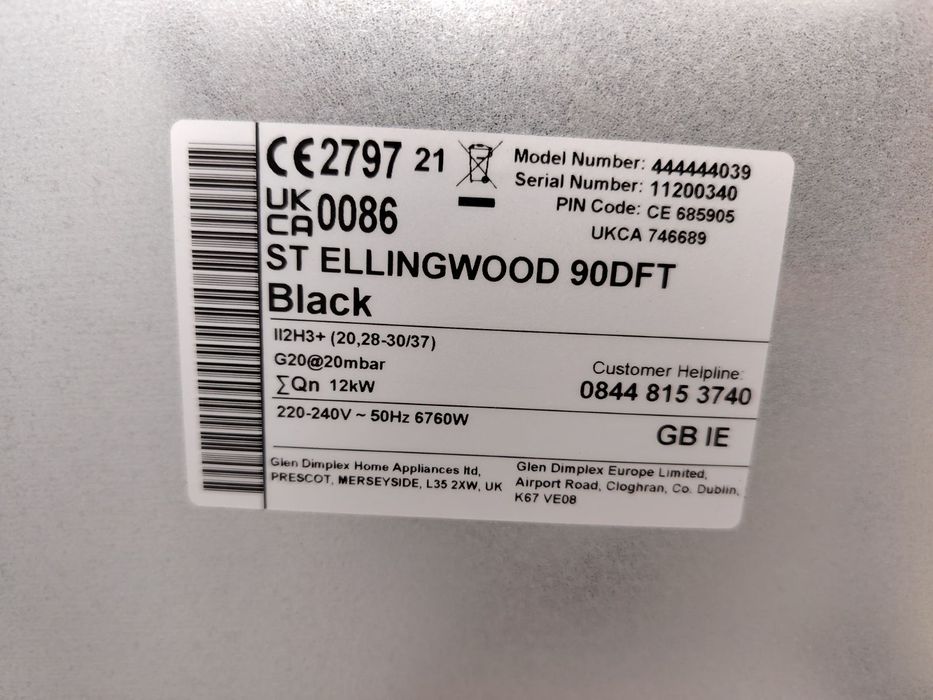 CE 2797 21
UK
CA 0086
Model Number: 444444039
Serial Number: 11200340
PIN Code: CE 685905
UKCA 746689
ST ELLINGWOOD 90DFT
Black
II2H3+ (20,28-30/37)
G20@20mbar
∑Qn 12kW
Customer Helpline:
0844 815 3740
220-240V ~ 50Hz 6760W
GB IE
Glen Dimplex Home Appliances ltd,
PRESCOT, MERSEYSIDE, L35 2XW, UK
Glen Dimplex Europe Limited,
Airport Road, Cloghran, Co. Dublin,
K67 VE08